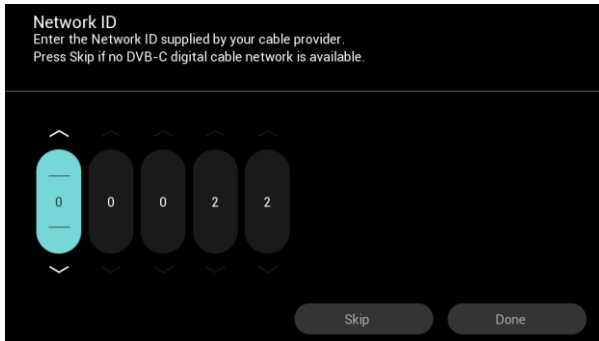 Network ID
Enter the Network ID supplied by your cable provider.
Press Skip if no DVB-C digital cable network is available.
0 0 0 2 2
Skip Done